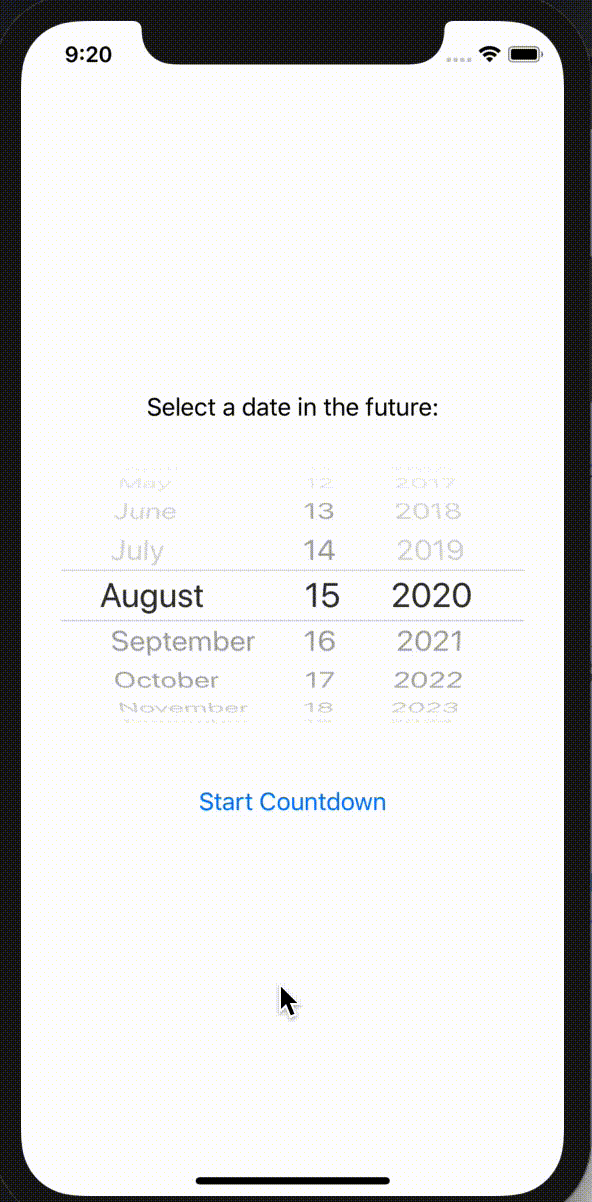 9:20
Select a date in the future:
May 12 2017
June 13 2018
July 14 2019
August 15 2020
September 16 2021
October 17 2022
November 18 2023
Start Countdown